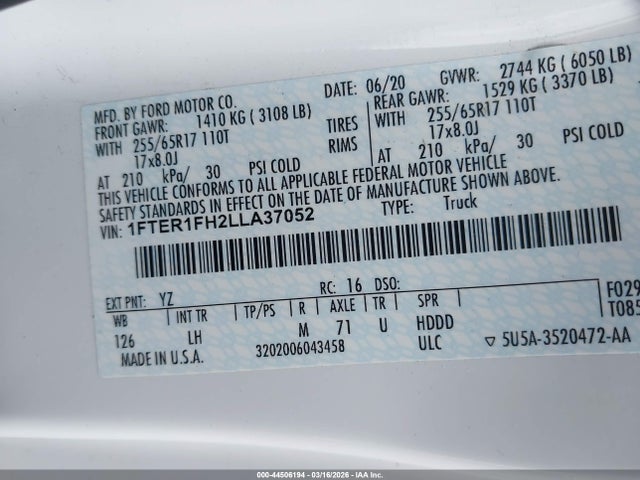 MFD. BY FORD MOTOR CO.
DATE: 06/20
GVWR: 2744 KG ( 6050 LB)
FRONT GAWR: 1410 KG ( 3108 LB)
REAR GAWR: 1529 KG ( 3370 LB)
WITH 255/65R17 110T TIRES
WITH 255/65R17 110T
17x8.0J RIMS
17x8.0J
AT 210 kPa/ 30 PSI COLD
AT 210 kPa/ 30 PSI COLD
THIS VEHICLE CONFORMS TO ALL APPLICABLE FEDERAL MOTOR VEHICLE
SAFETY STANDARDS IN EFFECT ON THE DATE OF MANUFACTURE SHOWN ABOVE.
VIN: 1FTER1FH2LLA37052
TYPE: Truck
EXT PNT: YZ RC: 16 DSO:
WB INT TR TP/PS R AXLE TR SPR
126 LH M 71 U HDDD
F029
T085
MADE IN U.S.A. 3202006043458 ULC ▽ 5U5A-3520472-AA
000-44506194 - 03/16/2026 - IAA Inc.